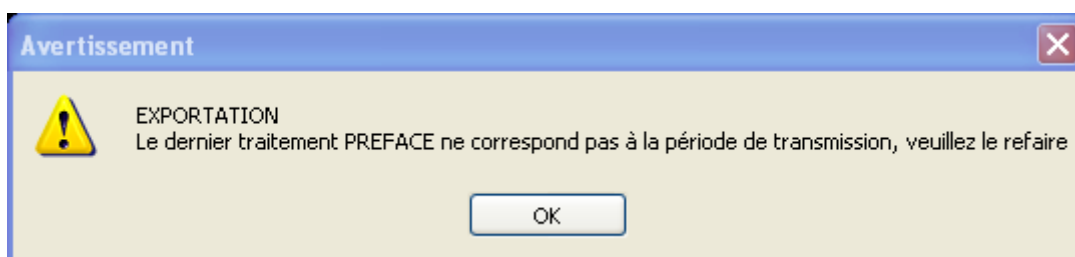 Avertissement
EXPORTATION
Le dernier traitement PREFACE ne correspond pas à la période de transmission, veuillez le refaire
OK